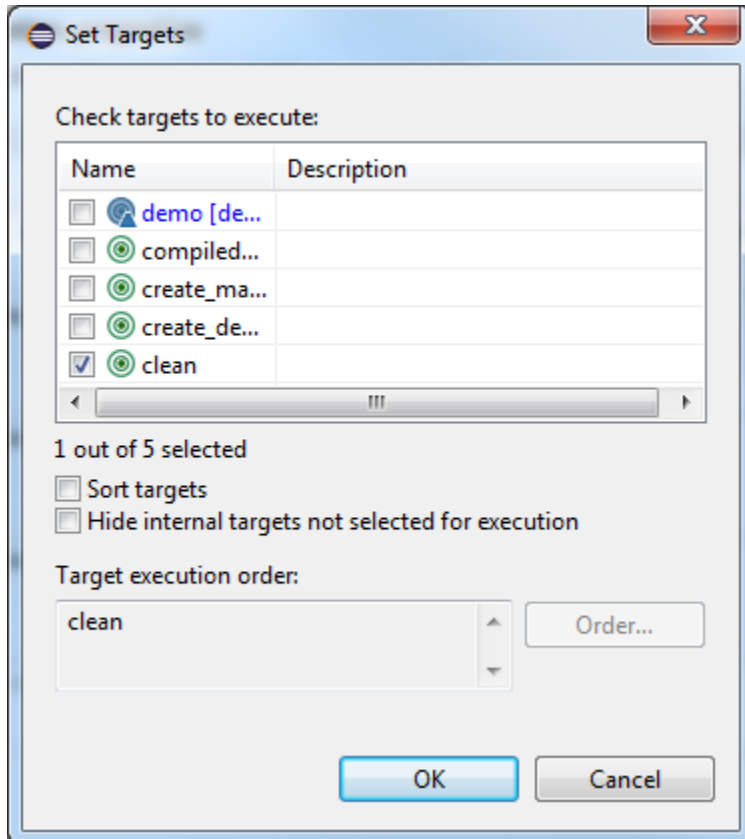 Set Targets
Check targets to execute:
Name Description
demo [de...
compiled...
create_ma...
create_de...
clean
1 out of 5 selected
Sort targets
Hide internal targets not selected for execution
Target execution order:
clean
Order...
OK Cancel